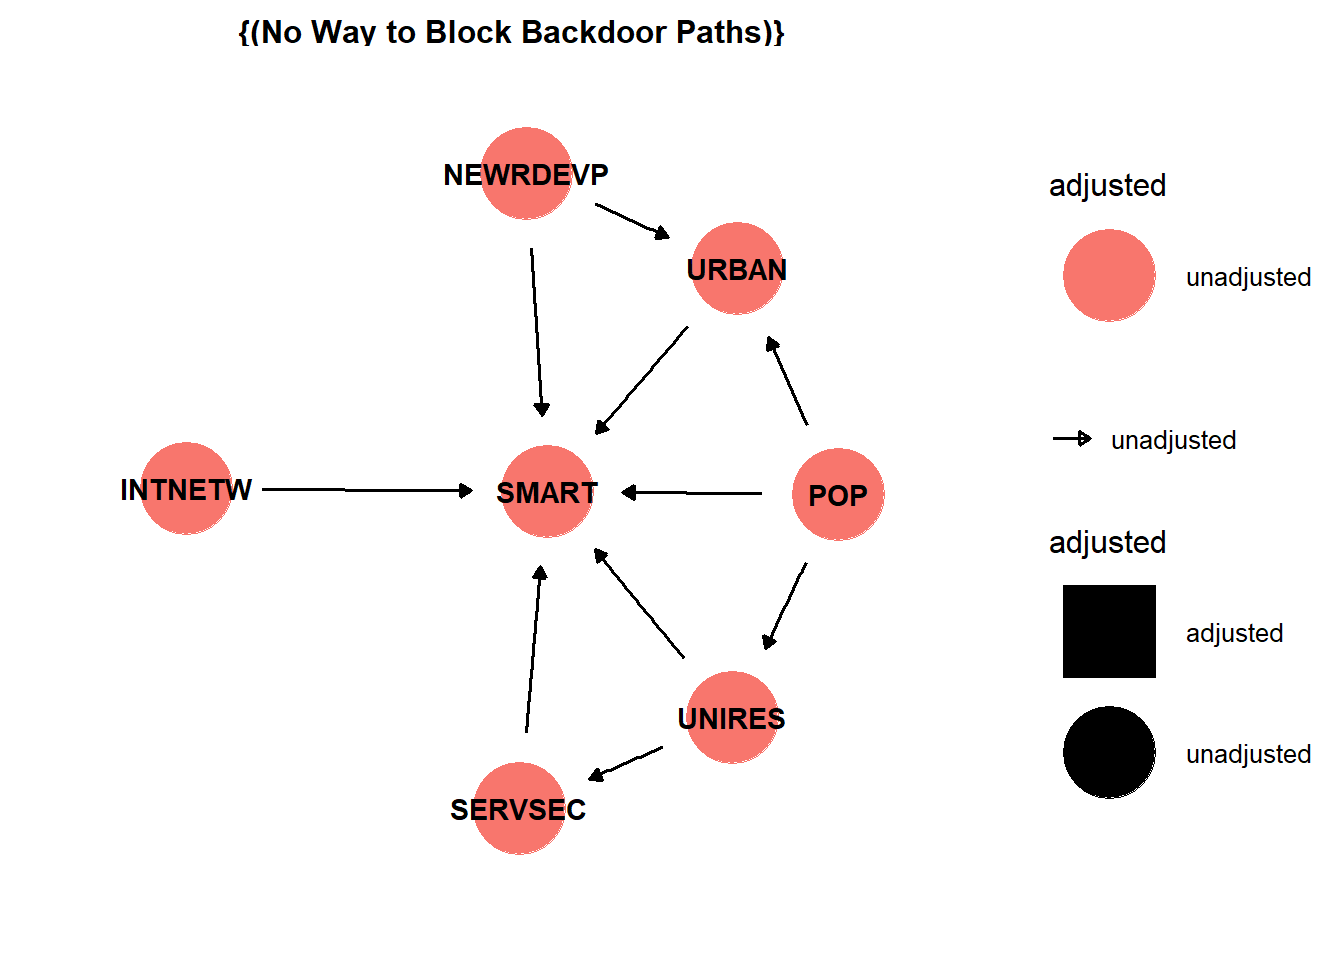 {(No Way to Block Backdoor Paths)}
NEWRDEVP
URBAN
INTNETW
SMART
POP
UNIRES
SERVSEC
adjusted
unadjusted
unadjusted
adjusted
adjusted
unadjusted